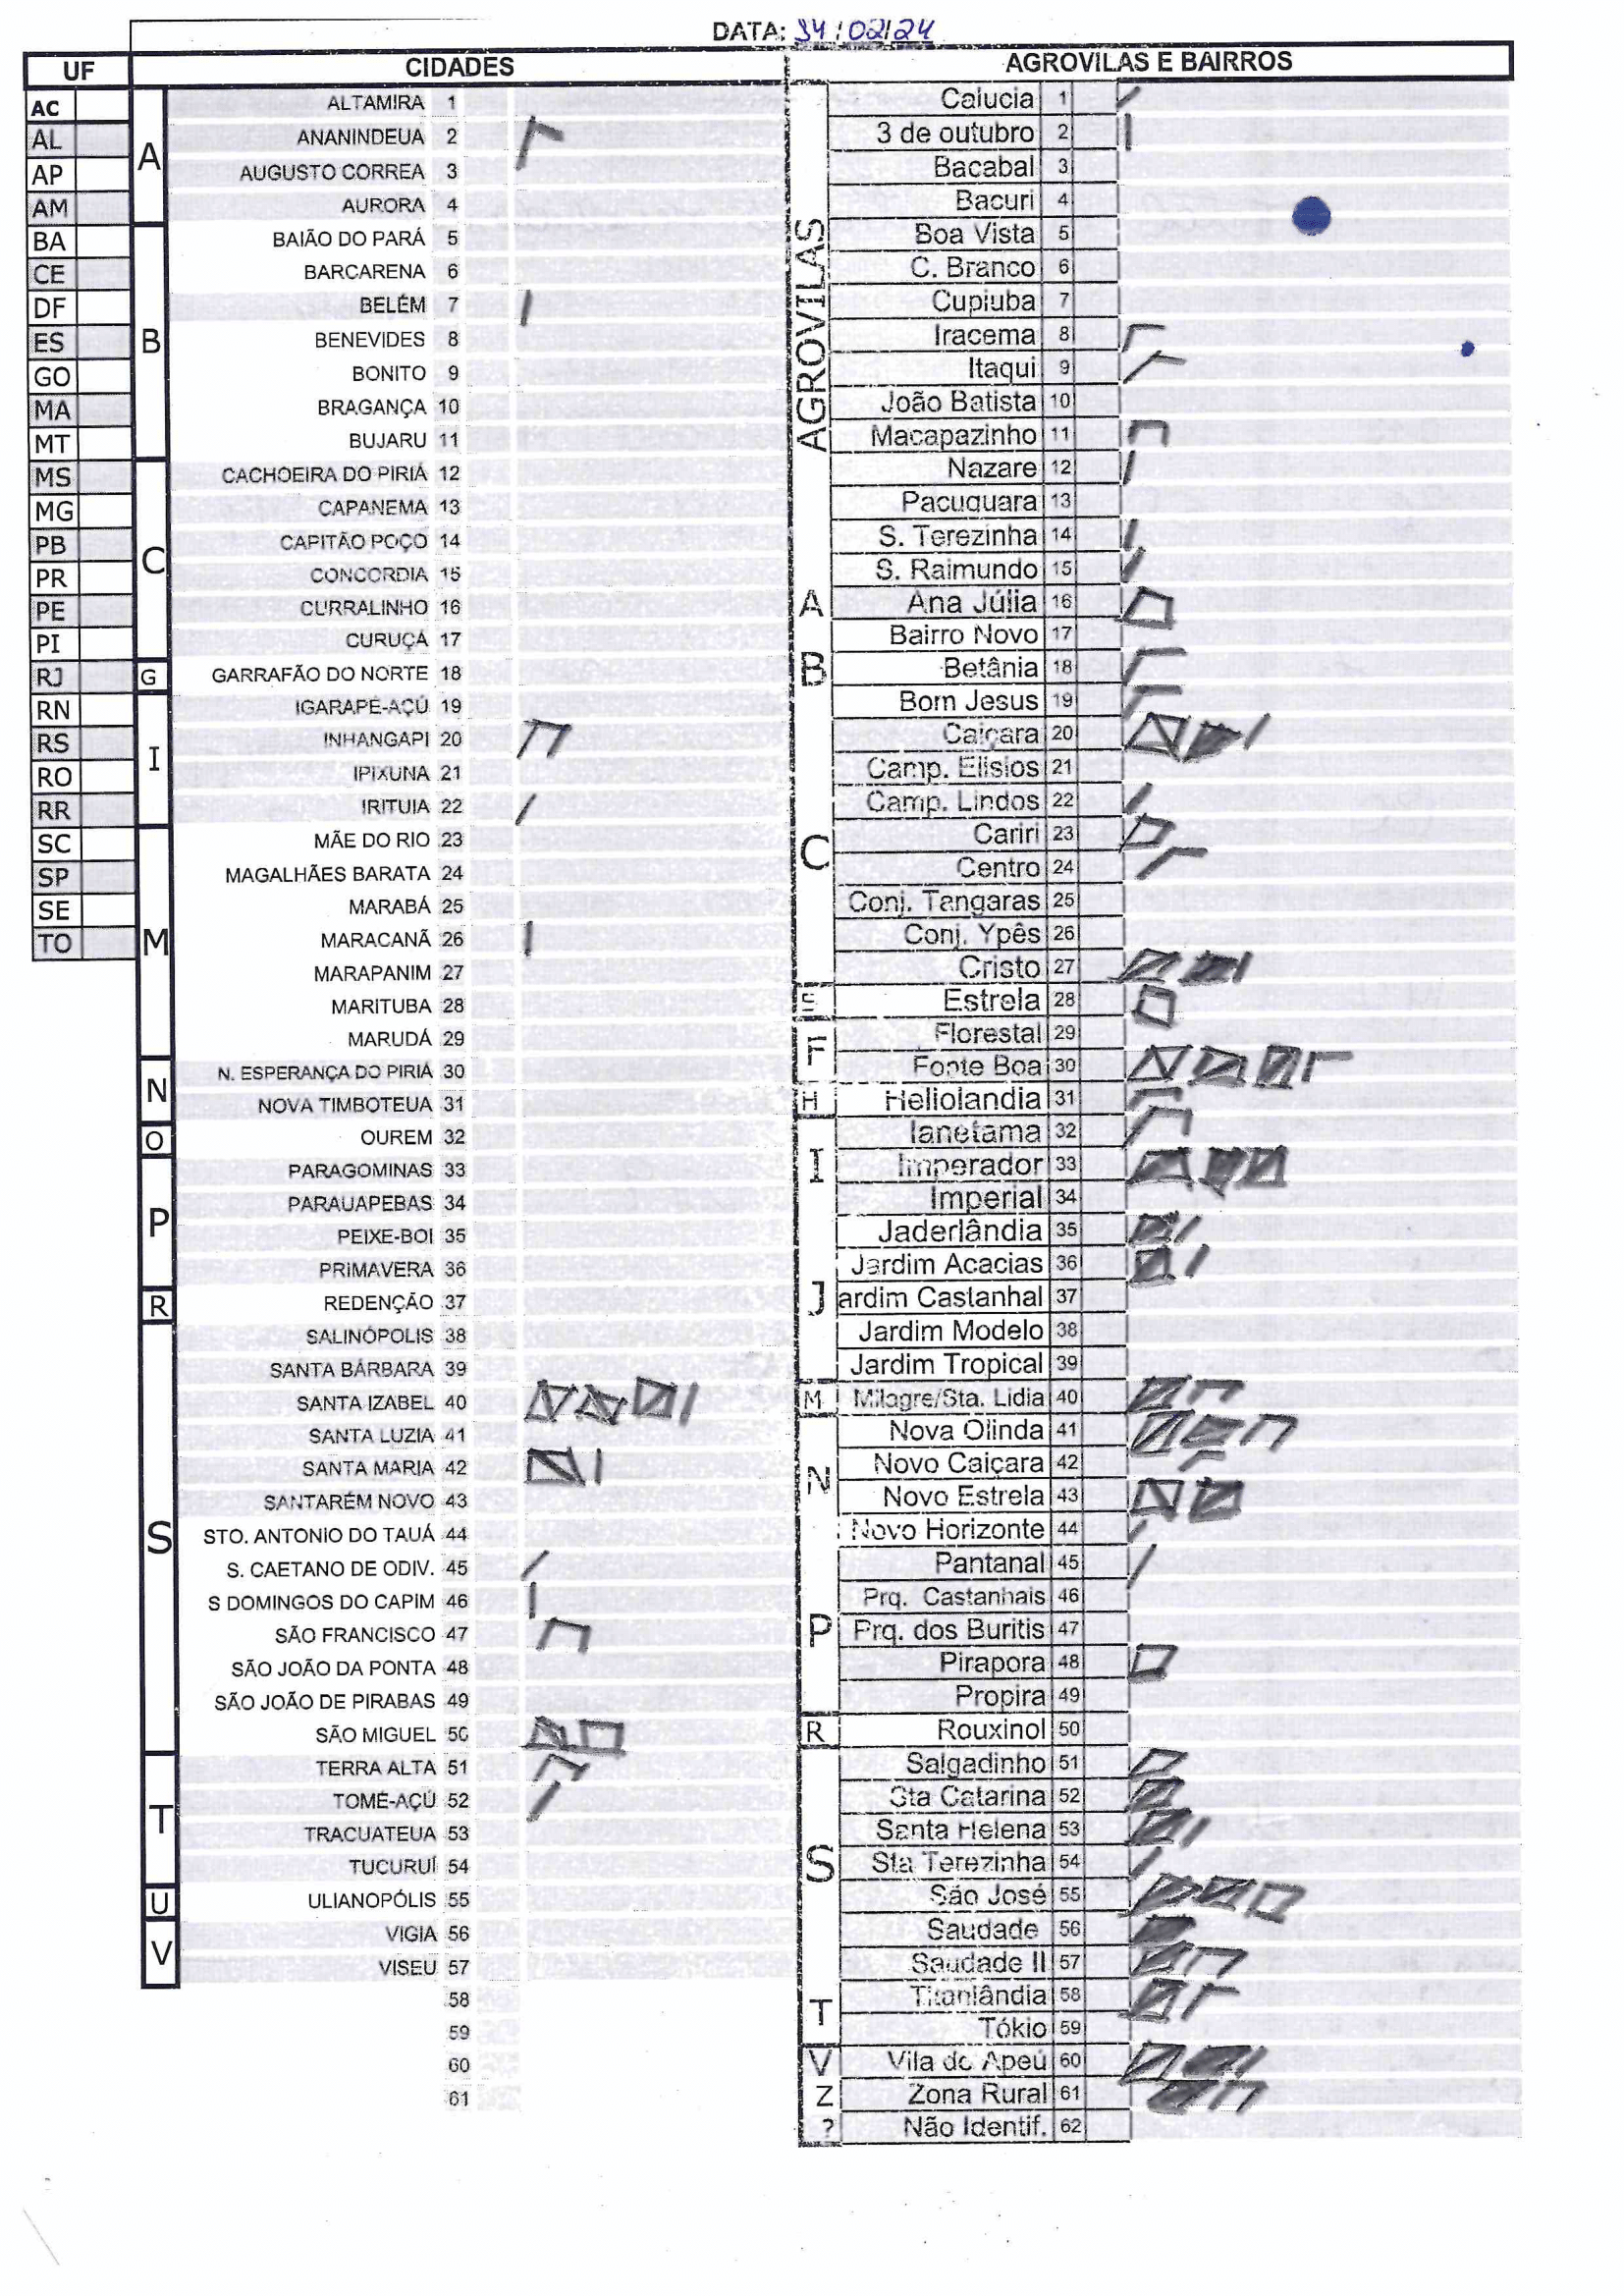 DATA: 34/02/24
UF
CIDADES
AGROVILAS E BAIRROS
AC
AL
AP
AM
BA
CE
DF
ES
GO
MA
MT
MS
MG
PB
PR
PE
PI
RJ
RN
RS
RO
RR
SC
SP
SE
TO
A
ALTAMIRA 1
ANANINDEUA 2
AUGUSTO CORREA 3
AURORA 4
B
BAIÃO DO PARÁ 5
BARCARENA 6
BELÉM 7
BENEVIDES 8
BONITO 9
BRAGANÇA 10
BUJARU 11
C
CACHOEIRA DO PIRIÁ 12
CAPANEMA 13
CAPITÃO POÇO 14
CONCORDIA 15
CURRALINHO 16
CURUÇÁ 17
G
GARRAFÃO DO NORTE 18
I
IGARAPÉ-AÇÚ 19
INHANGAPI 20
IPIXUNA 21
IRITUIA 22
M
MÃE DO RIO 23
MAGALHÃES BARATA 24
MARABÁ 25
MARACANÃ 26
MARAPANIM 27
MARITUBA 28
MARUDÁ 29
N
N. ESPERANÇA DO PIRIÁ 30
NOVA TIMBOTEUA 31
O
OUREM 32
P
PARAGOMINAS 33
PARAUAPEBAS 34
PEIXE-BOI 35
PRIMAVERA 36
R
REDENÇÃO 37
S
SALINÓPOLIS 38
SANTA BÁRBARA 39
SANTA IZABEL 40
SANTA LUZIA 41
SANTA MARIA 42
SANTARÉM NOVO 43
STO. ANTONIO DO TAUÁ 44
S. CAETANO DE ODIV. 45
S DOMINGOS DO CAPIM 46
SÃO FRANCISCO 47
SÃO JOÃO DA PONTA 48
SÃO JOÃO DE PIRABAS 49
SÃO MIGUEL 50
T
TERRA ALTA 51
TOMÉ-AÇÚ 52
TRACUATEUA 53
TUCURUÍ 54
U
ULIANOPÓLIS 55
V
VIGIA 56
VISEU 57
58
59
60
61
AGROVILAS
Calucia 1
3 de outubro 2
Bacabal 3
Bacuri 4
Boa Vista 5
C. Branco 6
Cupiuba 7
Iracema 8
Itaqui 9
João Batista 10
Macapazinho 11
Nazare 12
Pacuquara 13
S. Terezinha 14
S. Raimundo 15
A
Ana Júlia 16
B
Bairro Novo 17
Betânia 18
Bom Jesus 19
C
Caiçara 20
Camp. Elisios 21
Camp. Lindos 22
Cariri 23
Centro 24
Conj. Tangaras 25
Conj. Ypês 26
Cristo 27
E
Estrela 28
F
Florestal 29
Fonte Boa 30
H
Heliolandia 31
I
Ianetama 32
Imperador 33
Imperial 34
J
Jaderlândia 35
Jardim Acacias 36
ardim Castanhal 37
Jardim Modelo 38
Jardim Tropical 39
M
Milagre/Sta. Lidia 40
N
Nova Olinda 41
Novo Caiçara 42
Novo Estrela 43
Novo Horizonte 44
P
Pantanal 45
Prq. Castanhais 46
Prq. dos Buritis 47
Pirapora 48
Propira 49
R
Rouxinol 50
S
Salgadinho 51
Sta Catarina 52
Santa Helena 53
Sta Terezinha 54
São José 55
Saudade 56
Saudade II 57
T
Titanlândia 58
Tókio 59
V
Vila do Apeú 60
Z
Zona Rural 61
?
Não Identif. 62